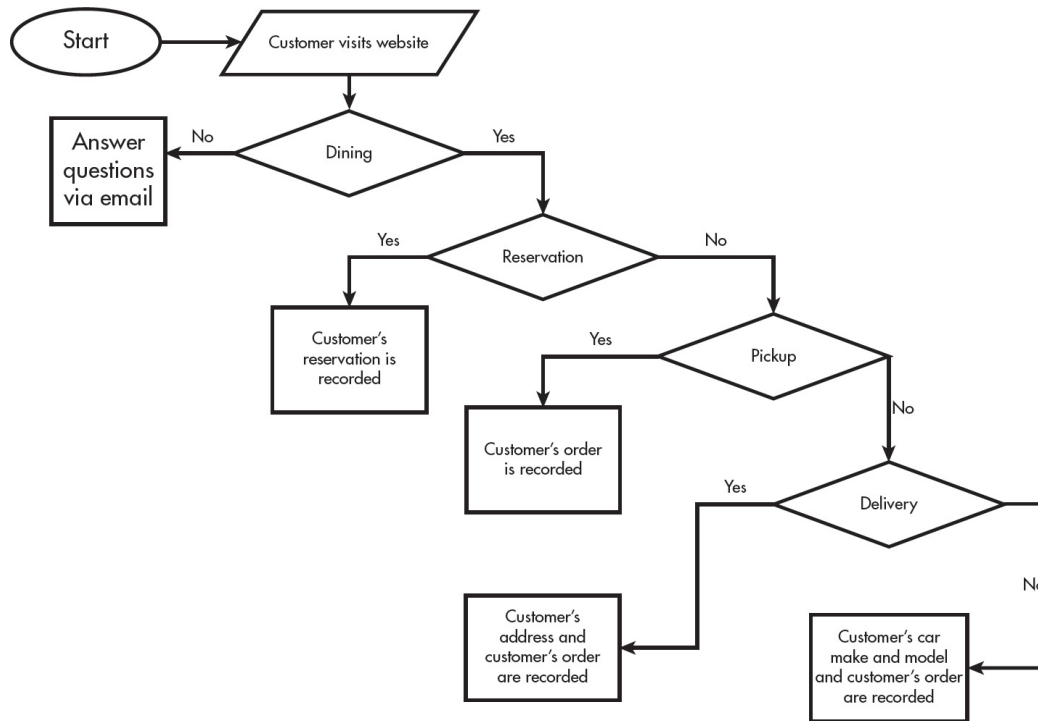 Start
Customer visits website
No
Yes
Dining
Answer
questions
via email
Yes
No
Reservation
Customer’s
reservation is
recorded
Yes
Pickup
No
Customer’s order
is recorded
Yes
Delivery
No
Customer’s
address and
customer’s order
are recorded
Customer’s car
make and model
and customer’s order
are recorded